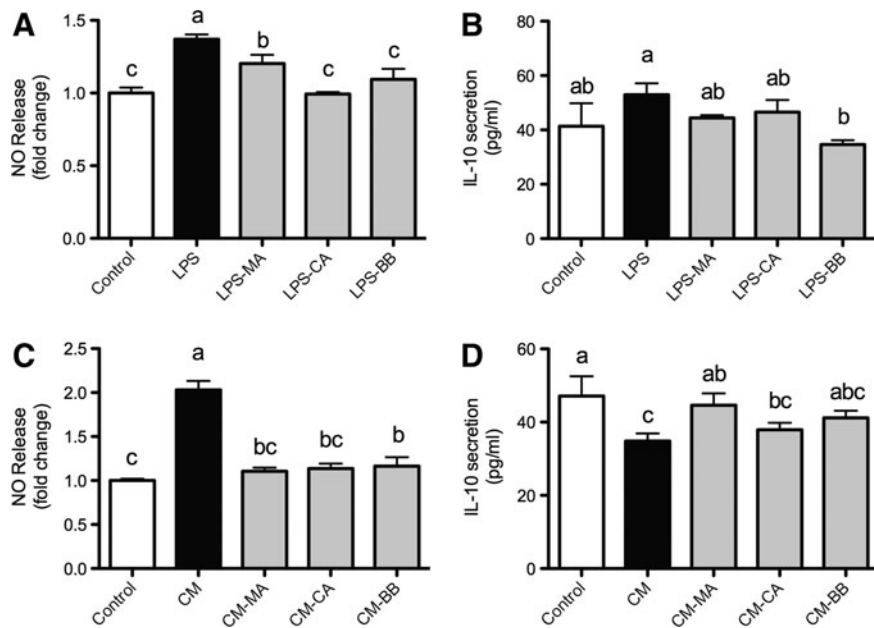 A
NO Release
(fold change)
1.5
1.0
0.5
0.0
c
a
b
c
c
Control
LPS
LPS-MA
LPS-CA
LPS-BB
B
IL-10 secretion
(pg/ml)
80
60
40
20
0
ab
a
ab
ab
b
Control
LPS
LPS-MA
LPS-CA
LPS-BB
C
NO Release
(fold change)
2.5
2.0
1.5
1.0
0.5
0.0
c
a
bc
bc
b
Control
CM
CM-MA
CM-CA
CM-BB
D
IL-10 secretion
(pg/ml)
60
40
20
0
a
c
ab
bc
abc
Control
CM
CM-MA
CM-CA
CM-BB